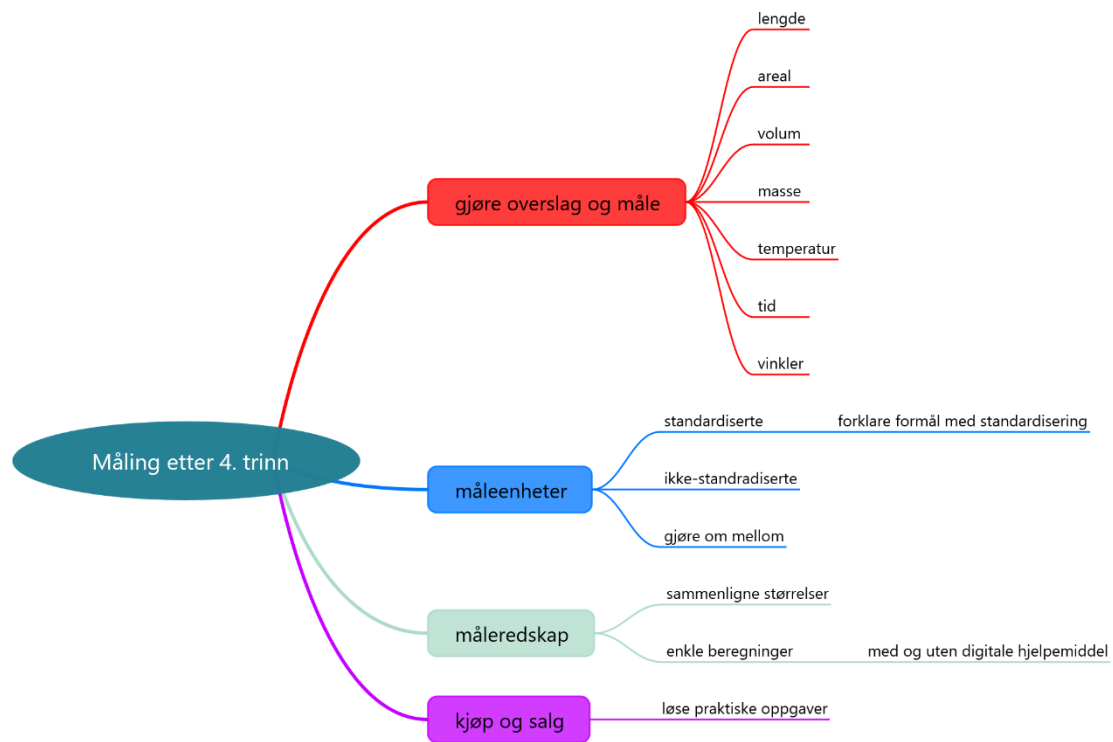 Måling etter 4. trinn
gjøre overslag og måle
lengde
areal
volum
masse
temperatur
tid
vinkler
måleenheter
standardiserte
forklare formål med standardisering
ikke-standradiserte
gjøre om mellom
måleredskap
sammenligne størrelser
enkle beregninger
med og uten digitale hjelpemiddel
kjøp og salg
løse praktiske oppgaver